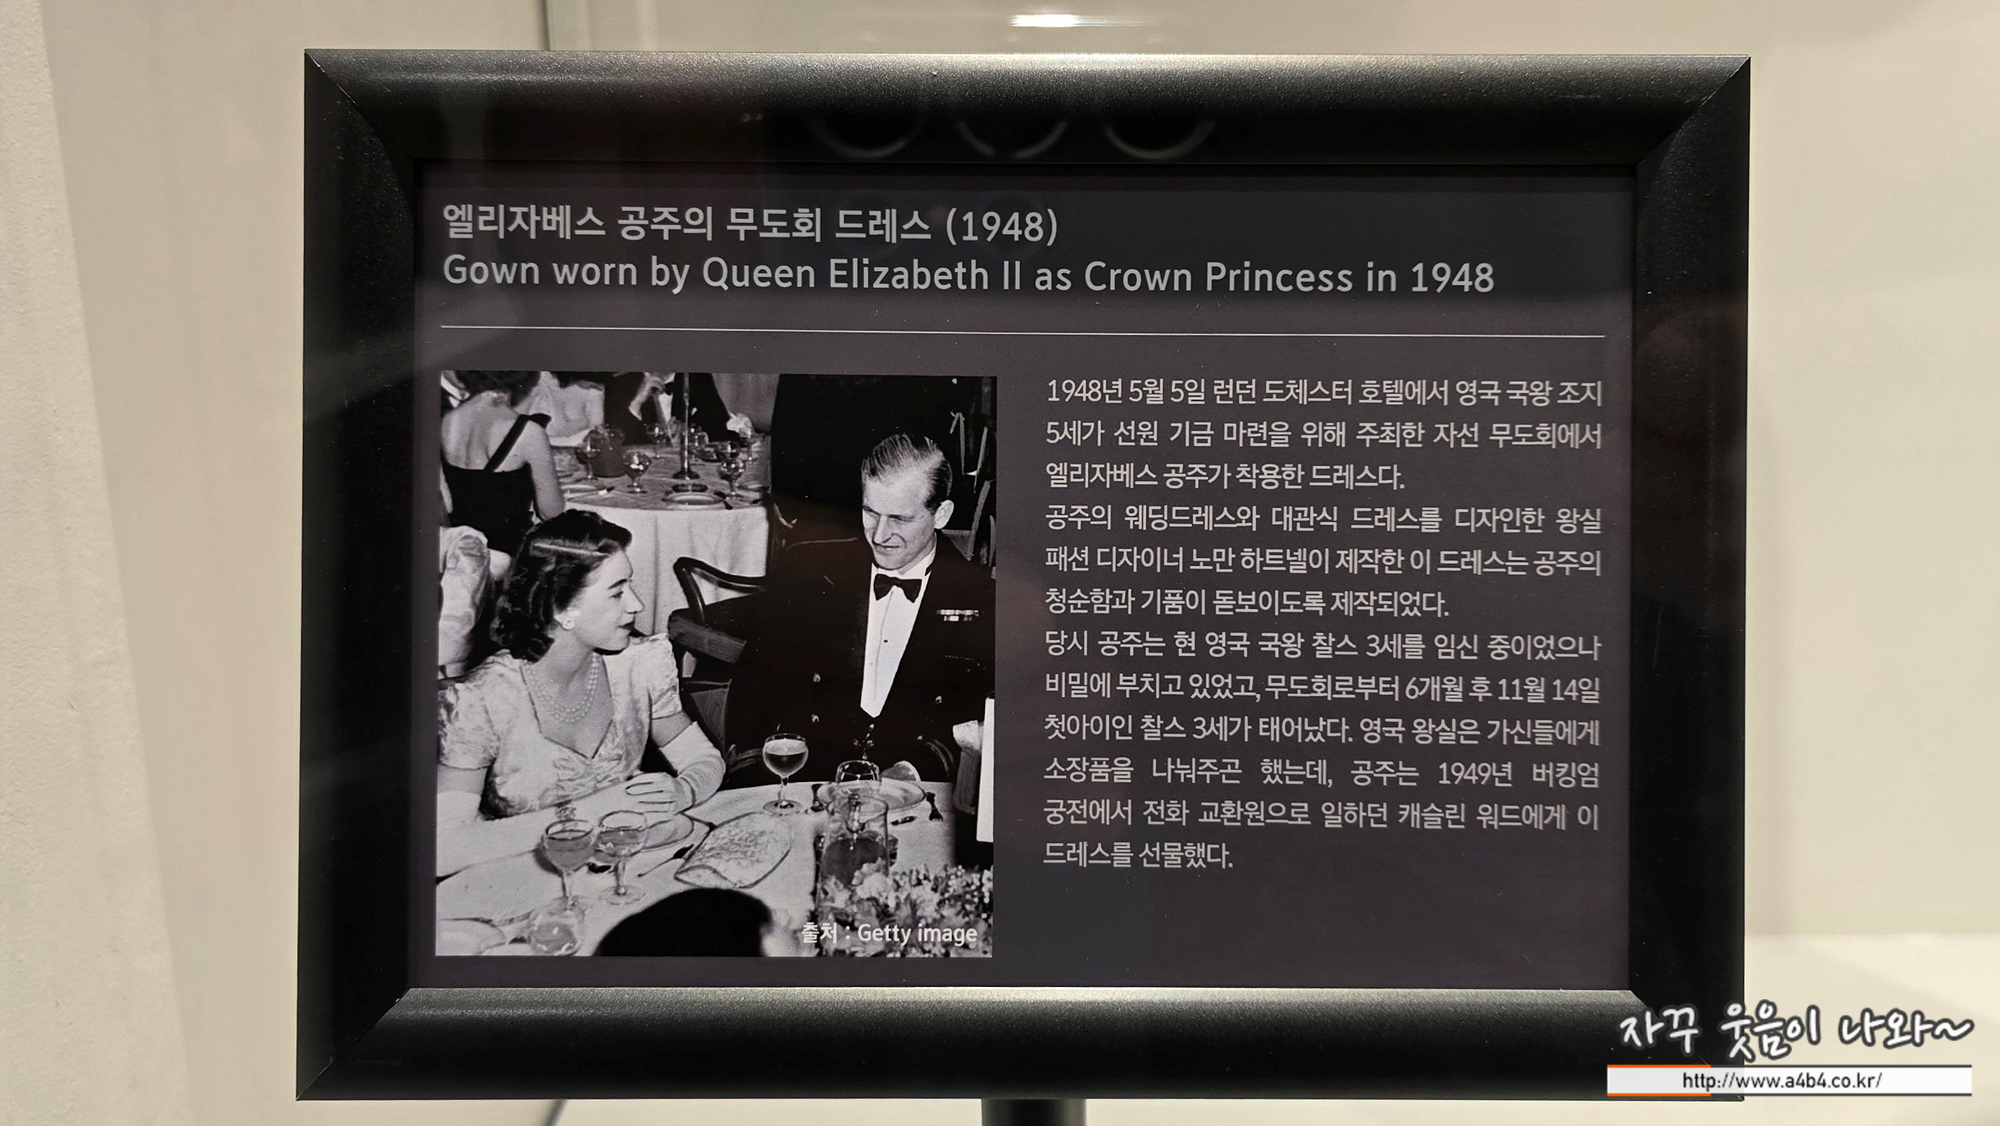 엘리자베스 공주의 무도회 드레스 (1948)
Gown worn by Queen Elizabeth II as Crown Princess in 1948
1948년 5월 5일 런던 도체스터 호텔에서 영국 국왕 조지
5세가 선원 기금 마련을 위해 주최한 자선 무도회에서
엘리자베스 공주가 착용한 드레스다.
공주의 웨딩드레스와 대관식 드레스를 디자인한 왕실
패션 디자이너 노만 하트넬이 제작한 이 드레스는 공주의
청순함과 기품이 돋보이도록 제작되었다.
당시 공주는 현 영국 국왕 찰스 3세를 임신 중이었으나
비밀에 부치고 있었고, 무도회로부터 6개월 후 11월 14일
첫아이인 찰스 3세가 태어났다. 영국 왕실은 가신들에게
소장품을 나눠주곤 했는데, 공주는 1949년 버킹엄
궁전에서 전화 교환원으로 일하던 캐슬린 워드에게 이
드레스를 선물했다.
출처 : Getty image
자꾸 웃음이 나와~
http://www.a4b4.co.kr/